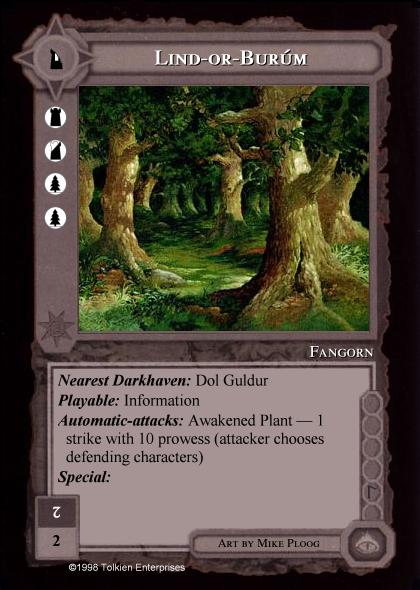 LIND-OR-BURÚM
FANGORN
Nearest Darkhaven: Dol Guldur
Playable: Information
Automatic-attacks: Awakened Plant — 1
strike with 10 prowess (attacker chooses
defending characters)
Special:
2
2
ART BY MIKE PLOOG
©1998 Tolkien Enterprises